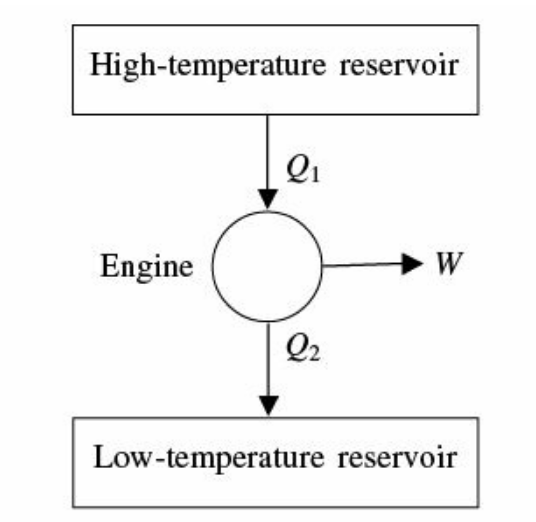 High-temperature reservoir
Q₁
Engine
W
Q₂
Low-temperature reservoir